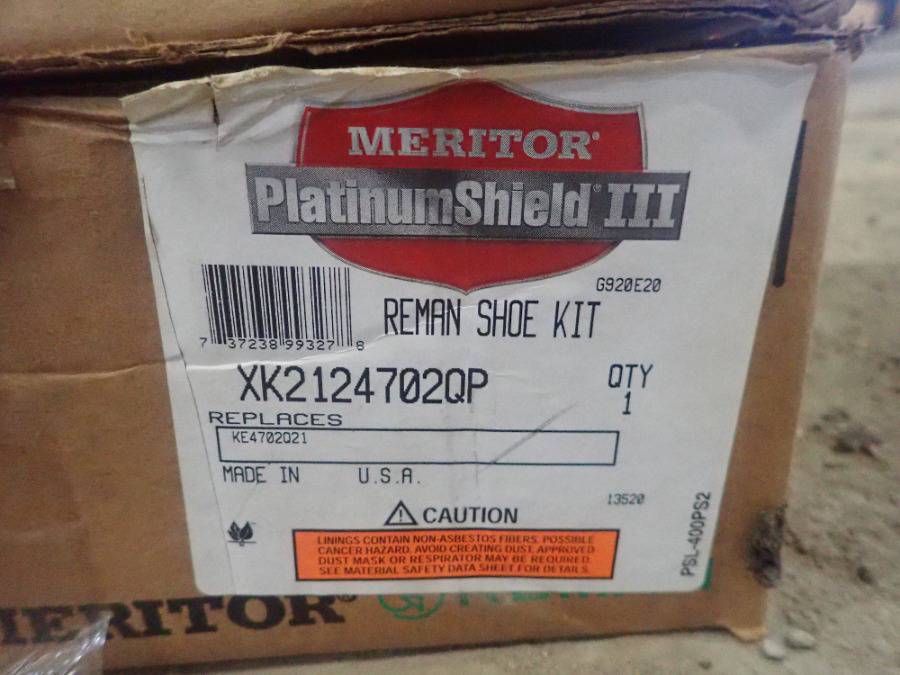 MERITOR®
PlatinumShield® III
G920E20
REMAN SHOE KIT
7 37238 99327 8
XK2124702QP
QTY
1
REPLACES
KE4702Q21
MADE IN U.S.A.
13520
CAUTION
LININGS CONTAIN NON-ASBESTOS FIBERS. POSSIBLE
CANCER HAZARD. AVOID CREATING DUST. APPROVED
DUST MASK OR RESPIRATOR MAY BE REQUIRED.
SEE MATERIAL SAFETY DATA SHEET FOR DETAILS.
PSL-400PS2
MERITOR®